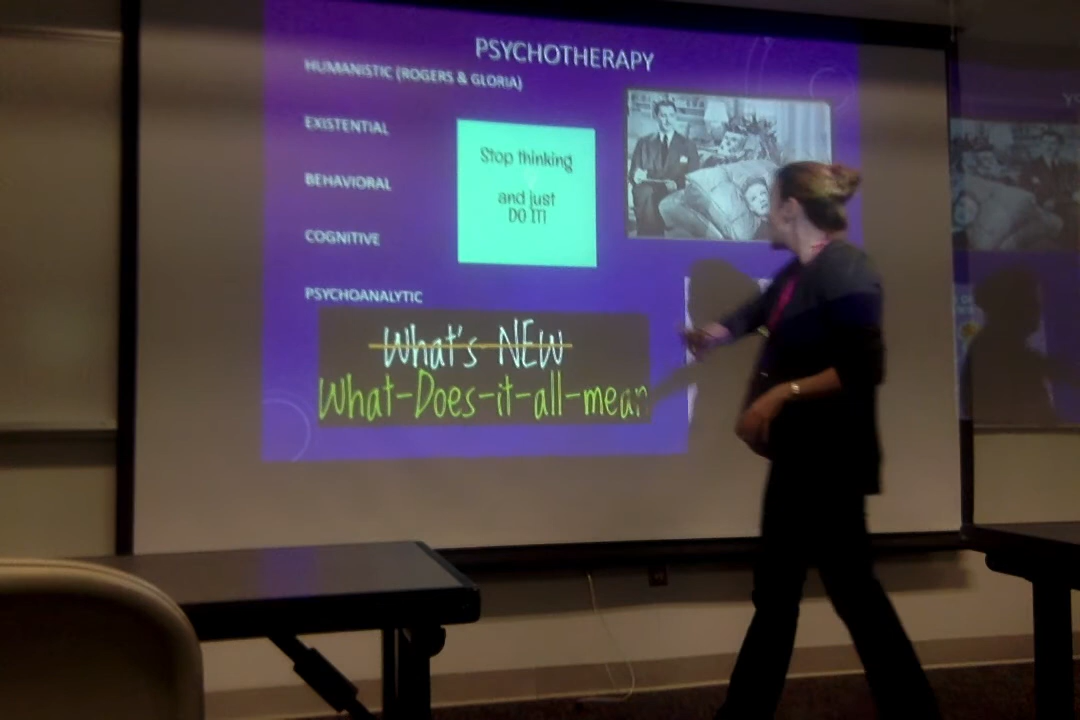 PSYCHOTHERAPY
HUMANISTIC (ROGERS & GLORIA)
EXISTENTIAL
BEHAVIORAL
COGNITIVE
PSYCHOANALYTIC
Stop thinking
and just
DO IT!
What's NEW
What-Does-it-all-mean